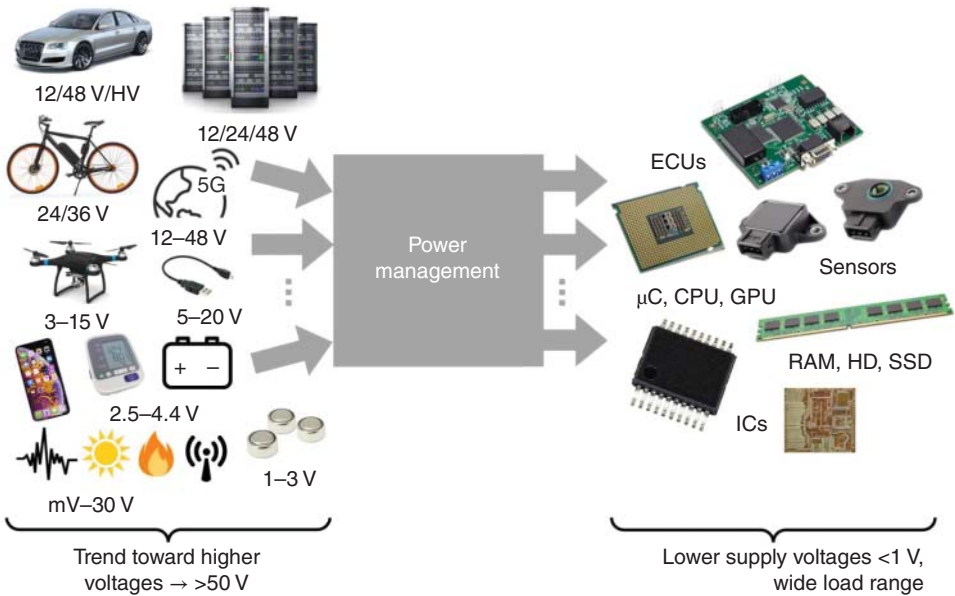 12/48 V/HV
12/24/48 V
24/36 V
5G
12–48 V
3–15 V
5–20 V
+ −
2.5–4.4 V
1–3 V
mV–30 V
Trend toward higher
voltages → >50 V
Power
management
ECUs
Sensors
μC, CPU, GPU
RAM, HD, SSD
ICs
Lower supply voltages <1 V,
wide load range